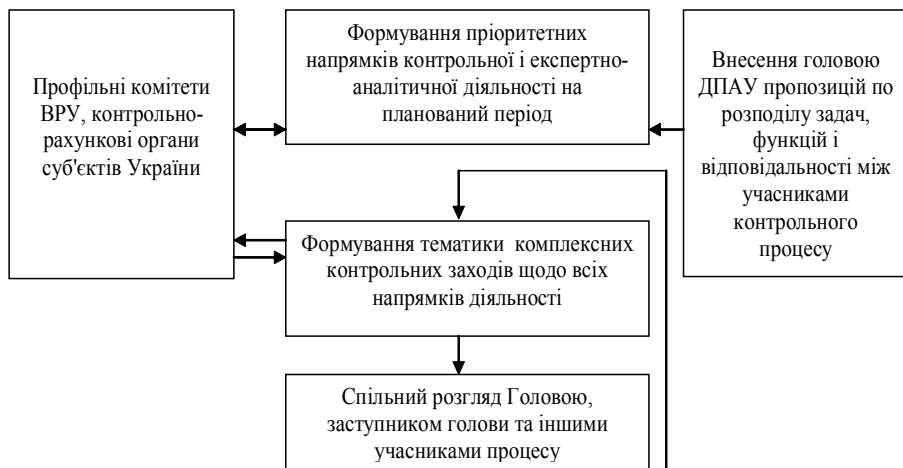 Профільні комітети
ВРУ, контрольно-
рахункові органи
суб'єктів України
Формування пріоритетних
напрямків контрольної і експертно-
аналітичної діяльності на
планований період
Внесення головою
ДПАУ пропозицій по
розподілу задач,
функцій і
відповідальності між
учасниками
контрольного
процесу
Формування тематики комплексних
контрольних заходів щодо всіх
напрямків діяльності
Спільний розгляд Головою,
заступником голови та іншими
учасниками процесу